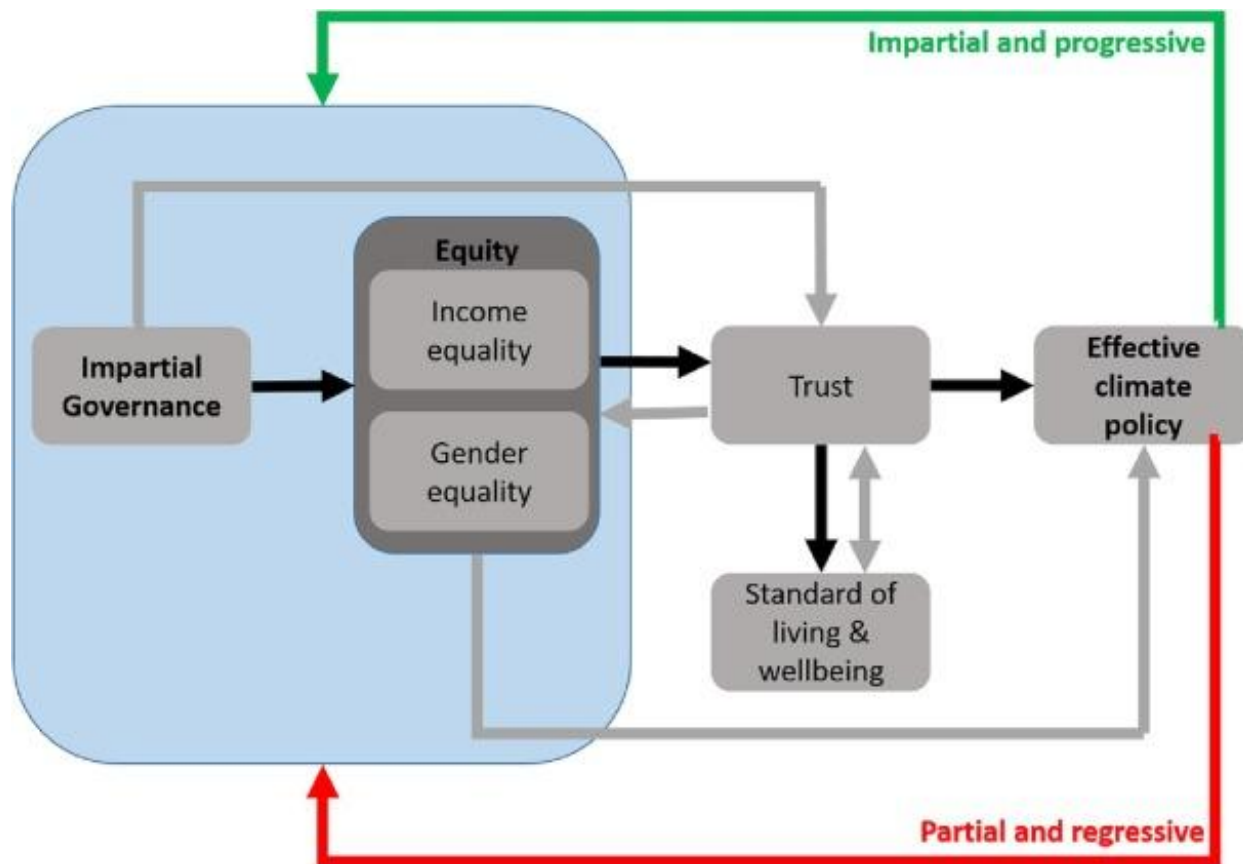 Impartial and progressive
Equity
Income
equality
Impartial
Governance
Trust
Effective
climate
policy
Gender
equality
Standard of
living &
wellbeing
Partial and regressive